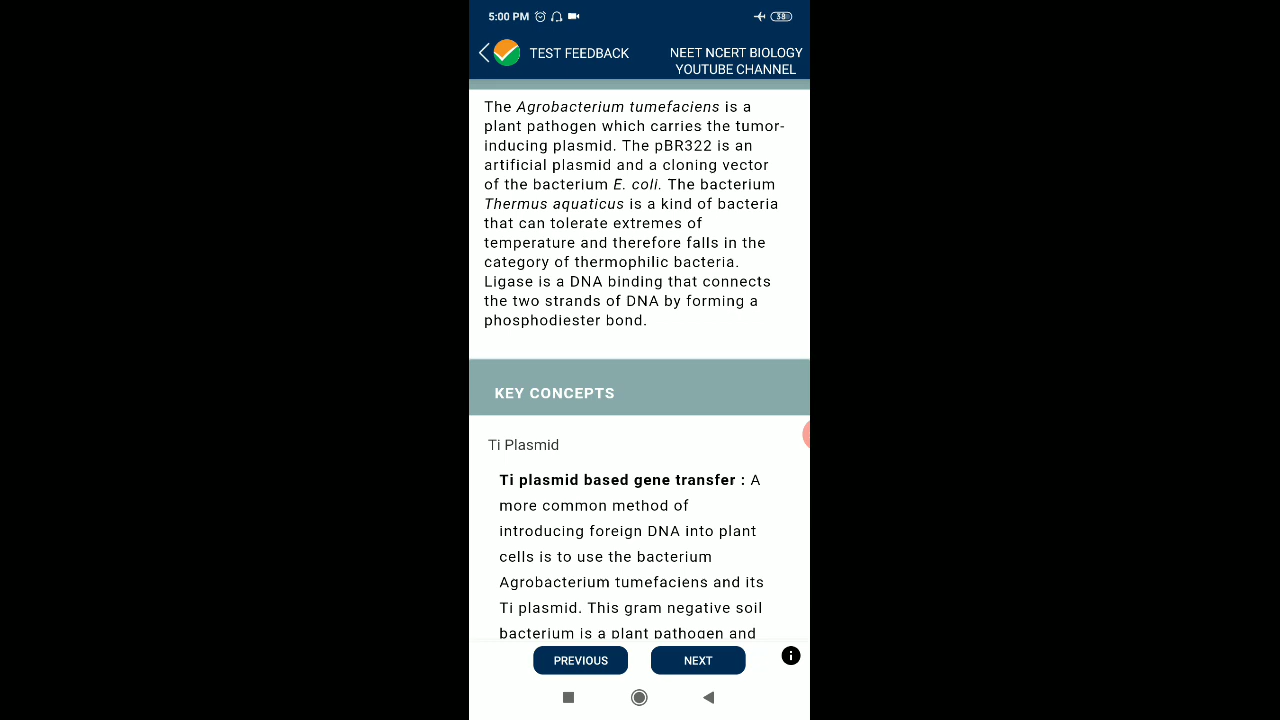 5:00 PM
38
TEST FEEDBACK
NEET NCERT BIOLOGY
YOUTUBE CHANNEL
The Agrobacterium tumefaciens is a
plant pathogen which carries the tumor-
inducing plasmid. The pBR322 is an
artificial plasmid and a cloning vector
of the bacterium E. coli. The bacterium
Thermus aquaticus is a kind of bacteria
that can tolerate extremes of
temperature and therefore falls in the
category of thermophilic bacteria.
Ligase is a DNA binding that connects
the two strands of DNA by forming a
phosphodiester bond.
KEY CONCEPTS
Ti Plasmid
Ti plasmid based gene transfer : A
more common method of
introducing foreign DNA into plant
cells is to use the bacterium
Agrobacterium tumefaciens and its
Ti plasmid. This gram negative soil
bacterium is a plant pathogen and
PREVIOUS
NEXT